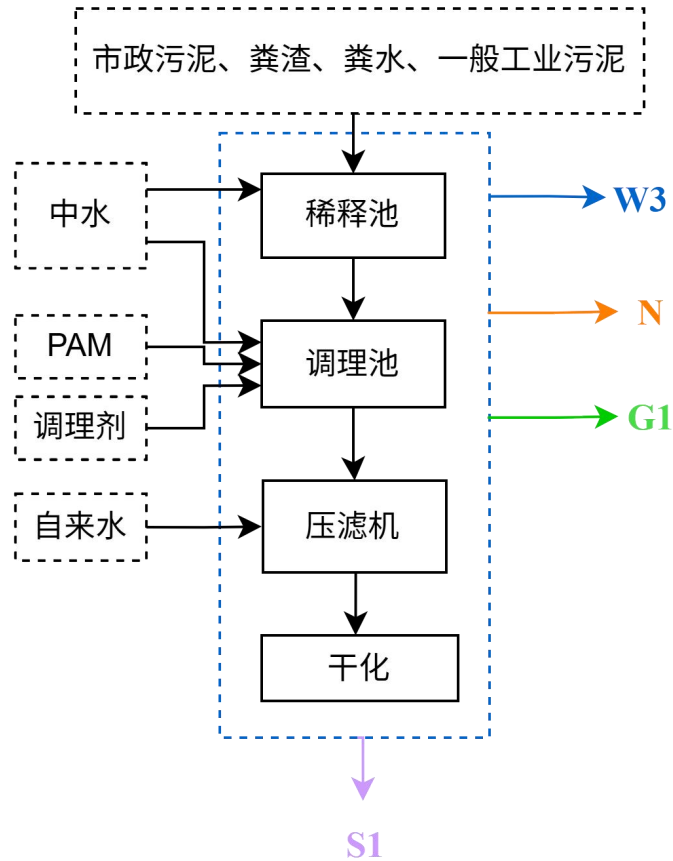 市政污泥、粪渣、粪水、一般工业污泥
中水
稀释池
W3
N
PAM
调理池
调理剂
G1
自来水
压滤机
干化
S1